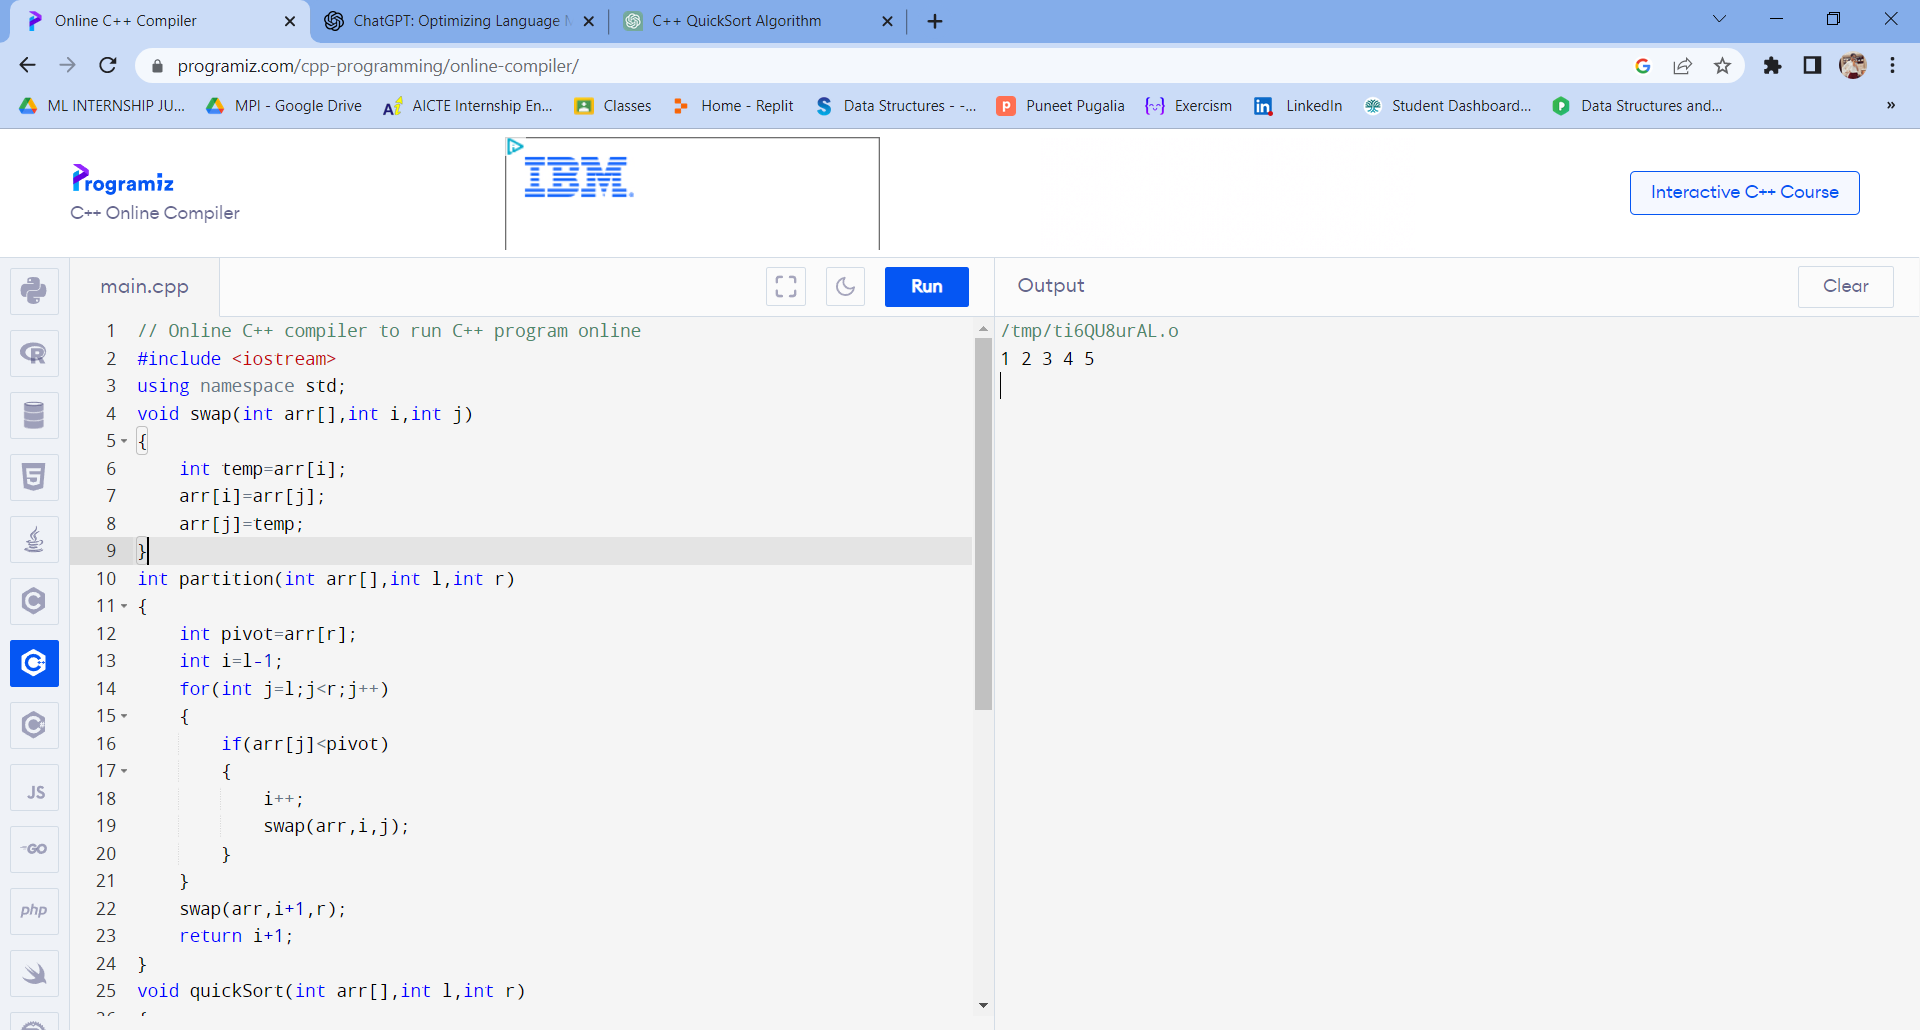 Online C++ Compiler
ChatGPT: Optimizing Language
C++ QuickSort Algorithm
programiz.com/cpp-programming/online-compiler/
ML INTERNSHIP JU...
MPI - Google Drive
AICTE Internship En...
Classes
Home - Replit
Data Structures - -...
Puneet Pugalia
Exercism
LinkedIn
Student Dashboard...
Data Structures and...
»
Programiz
C++ Online Compiler
IBM
Interactive C++ Course
main.cpp
Run
Output
Clear
1 // Online C++ compiler to run C++ program online
2 #include <iostream>
3 using namespace std;
4 void swap(int arr[],int i,int j)
5 {
6     int temp=arr[i];
7     arr[i]=arr[j];
8     arr[j]=temp;
9 }
10 int partition(int arr[],int l,int r)
11 {
12     int pivot=arr[r];
13     int i=l-1;
14     for(int j=l;j<r;j++)
15     {
16         if(arr[j]<pivot)
17         {
18             i++;
19             swap(arr,i,j);
20         }
21     }
22     swap(arr,i+1,r);
23     return i+1;
24 }
25 void quickSort(int arr[],int l,int r)
/tmp/ti6QU8urAL.o
1 2 3 4 5
R
5
C
C+
C
JS
GO
php